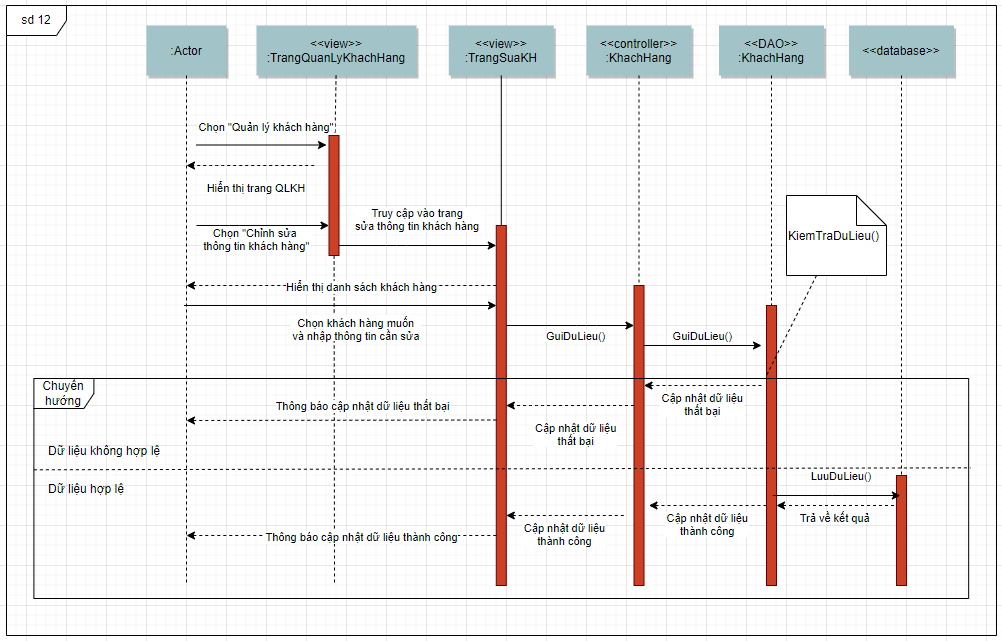 sd 12
:Actor
<<view>>
:TrangQuanLyKhachHang
<<view>>
:TrangSuaKH
<<controller>>
:KhachHang
<<DAO>>
:KhachHang
<<database>>
Chọn "Quản lý khách hàng"
Hiển thị trang QLKH
Chọn "Chỉnh sửa
thông tin khách hàng"
Truy cập vào trang
sửa thông tin khách hàng
KiemTraDuLieu()
Hiển thị danh sách khách hàng
Chọn khách hàng muốn
và nhập thông tin cần sửa
GuiDuLieu()
GuiDuLieu()
Chuyển
hướng
Cập nhật dữ liệu
thất bại
Thông báo cập nhật dữ liệu thất bại
Cập nhật dữ liệu
thất bại
Dữ liệu không hợp lệ
Dữ liệu hợp lệ
LuuDuLieu()
Trả về kết quả
Cập nhật dữ liệu
thành công
Cập nhật dữ liệu
thành công
Thông báo cập nhật dữ liệu thành công